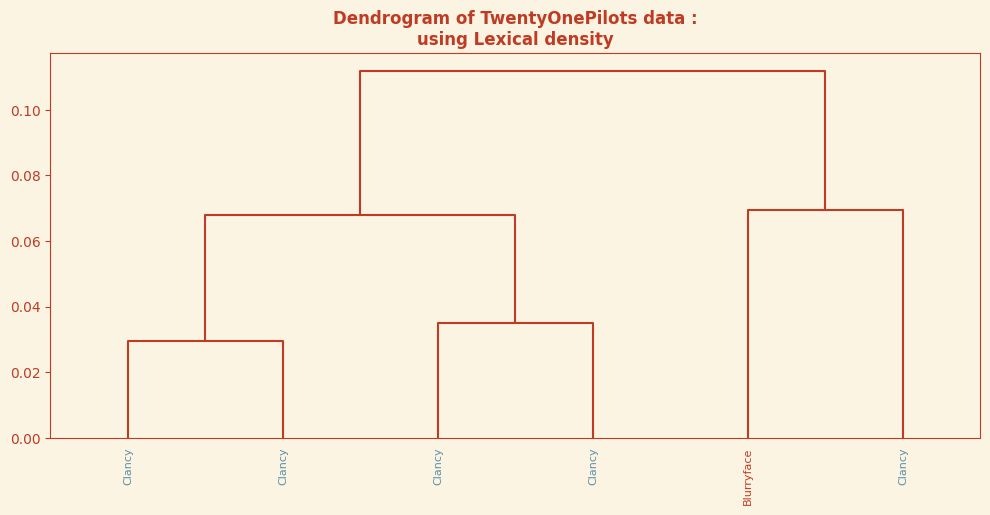 Dendrogram of TwentyOnePilots data :
using Lexical density
0.10
0.08
0.06
0.04
0.02
0.00
Clancy
Clancy
Clancy
Clancy
Blurryface
Clancy